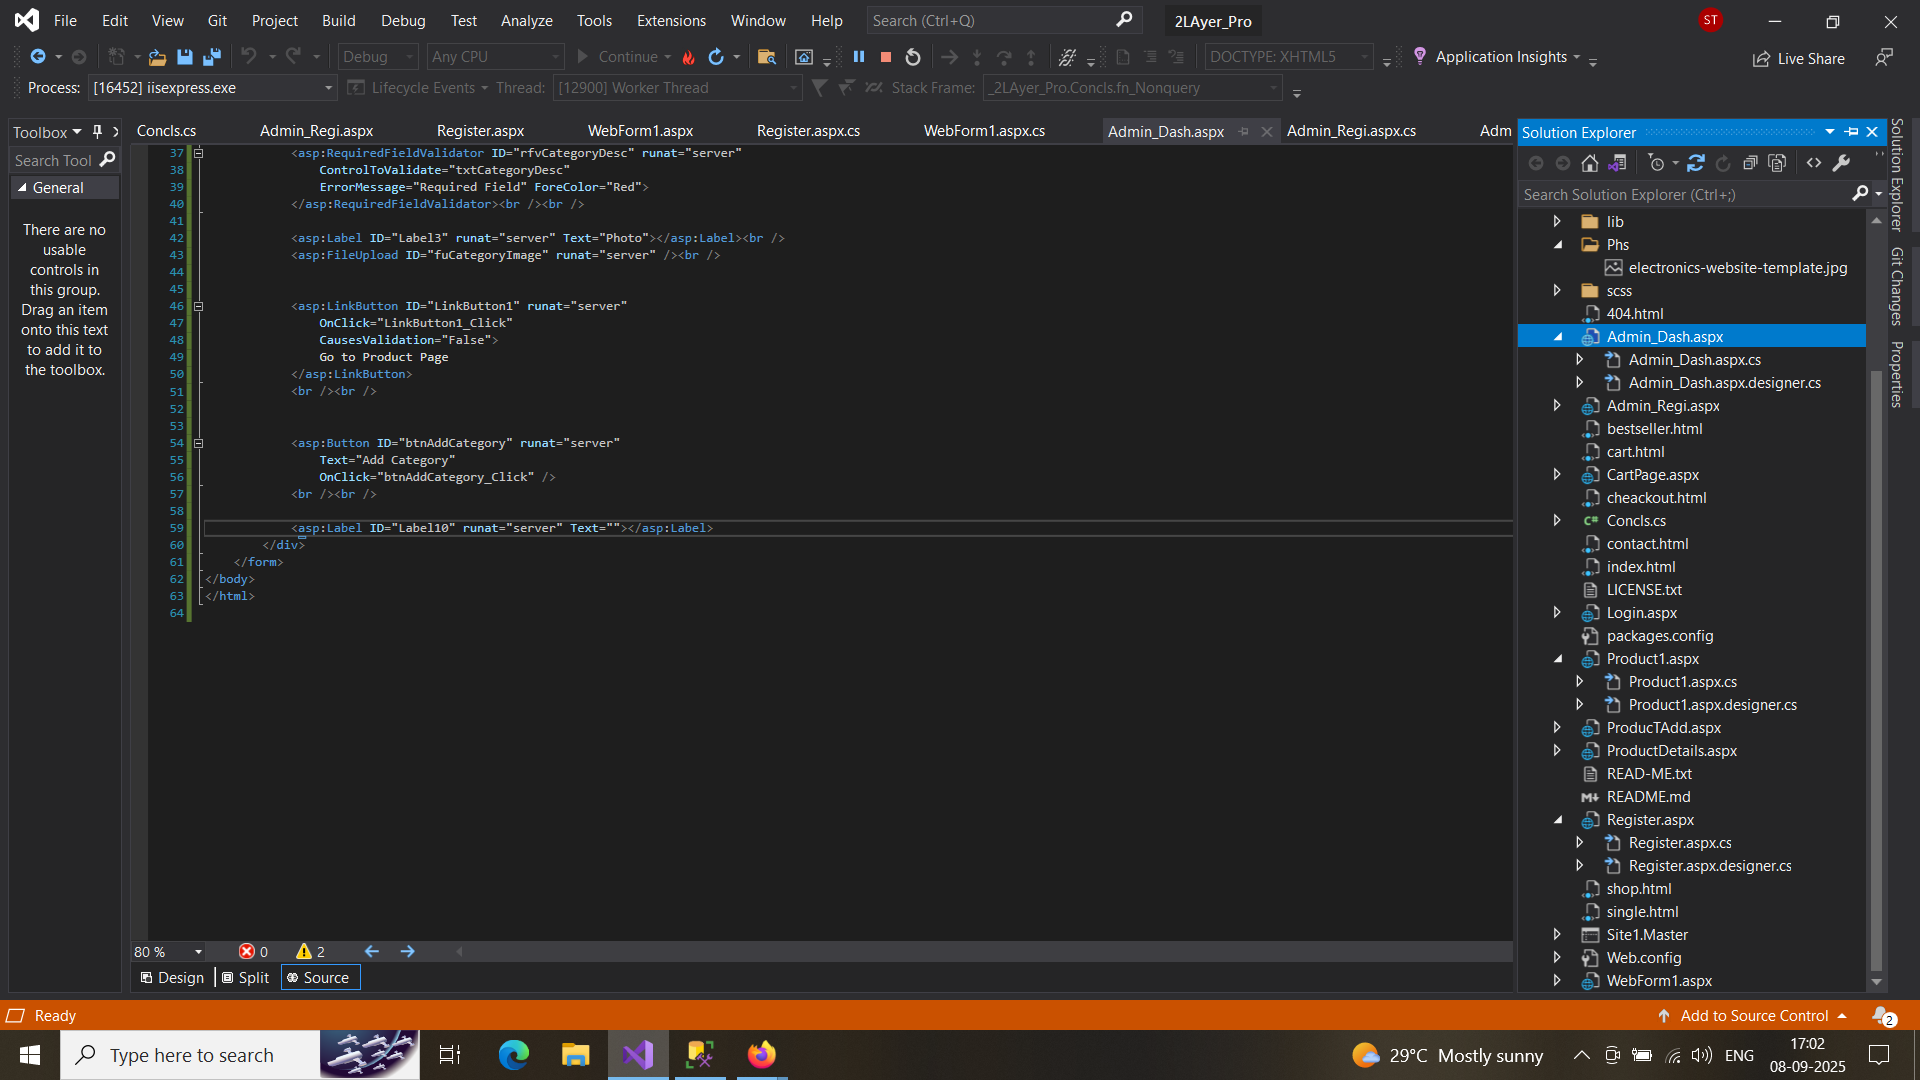 File Edit View Git Project Build Debug Test Analyze Tools Extensions Window Help Search (Ctrl+Q) 2LAyer_Pro ST
Debug Any CPU Continue DOCTYPE: XHTML5 Application Insights Live Share
Process: [16452] iisexpress.exe Lifecycle Events Thread: [12900] Worker Thread Stack Frame: _2LAyer_Pro.Concls.fn_Nonquery
Toolbox
Search Tool
General
There are no
usable
controls in
this group.
Drag an item
onto this text
to add it to
the toolbox.
Concls.cs Admin_Regi.aspx Register.aspx WebForm1.aspx Register.aspx.cs WebForm1.aspx.cs Admin_Dash.aspx Admin_Regi.aspx.cs Adm
37 <asp:RequiredFieldValidator ID="rfvCategoryDesc" runat="server"
38 ControlToValidate="txtCategoryDesc"
39 ErrorMessage="Required Field" ForeColor="Red">
40 </asp:RequiredFieldValidator><br /><br />
41
42 <asp:Label ID="Label3" runat="server" Text="Photo"></asp:Label><br />
43 <asp:FileUpload ID="fuCategoryImage" runat="server" /><br />
44
45
46 <asp:LinkButton ID="LinkButton1" runat="server"
47 OnClick="LinkButton1_Click"
48 CausesValidation="False">
49 Go to Product Page
50 </asp:LinkButton>
51 <br /><br />
52
53
54 <asp:Button ID="btnAddCategory" runat="server"
55 Text="Add Category"
56 OnClick="btnAddCategory_Click" />
57 <br /><br />
58
59 <asp:Label ID="Label10" runat="server" Text=""></asp:Label>
60 </div>
61 </form>
62 </body>
63 </html>
64
80 % 0 2
Design Split Source
Solution Explorer
Search Solution Explorer (Ctrl+;)
lib
Phs
electronics-website-template.jpg
scss
404.html
Admin_Dash.aspx
Admin_Dash.aspx.cs
Admin_Dash.aspx.designer.cs
Admin_Regi.aspx
bestseller.html
cart.html
CartPage.aspx
cheackout.html
C# Concls.cs
contact.html
index.html
LICENSE.txt
Login.aspx
packages.config
Product1.aspx
Product1.aspx.cs
Product1.aspx.designer.cs
ProducTAdd.aspx
ProductDetails.aspx
READ-ME.txt
README.md
Register.aspx
Register.aspx.cs
Register.aspx.designer.cs
shop.html
single.html
Site1.Master
Web.config
WebForm1.aspx
Solution Explorer
Git Changes
Properties
Ready Add to Source Control 2
Type here to search 29°C Mostly sunny ENG 17:02
08-09-2025